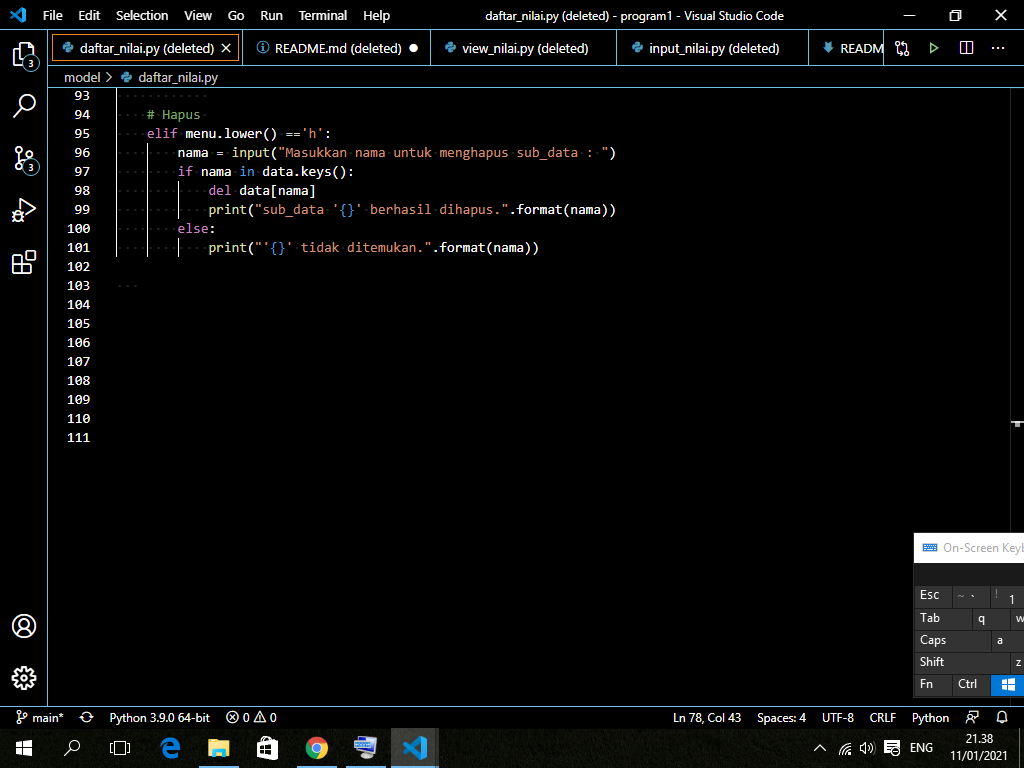 File Edit Selection View Go Run Terminal Help daftar_nilai.py (deleted) - program1 - Visual Studio Code
daftar_nilai.py (deleted) README.md (deleted) view_nilai.py (deleted) input_nilai.py (deleted) READM
model > daftar_nilai.py
93
94 # Hapus
95 elif menu.lower() =='h':
96 nama = input("Masukkan nama untuk menghapus sub_data : ")
97 if nama in data.keys():
98 del data[nama]
99 print("sub_data '{}' berhasil dihapus.".format(nama))
100 else:
101 print("'{}' tidak ditemukan.".format(nama))
102
103
104
105
106
107
108
109
110
111
3
3
On-Screen Keyb
Esc ~ ` ! 1
Tab q w
Caps a
Shift z
Fn Ctrl
main* Python 3.9.0 64-bit 0 0 Ln 78, Col 43 Spaces: 4 UTF-8 CRLF Python
ENG 21.38
11/01/2021